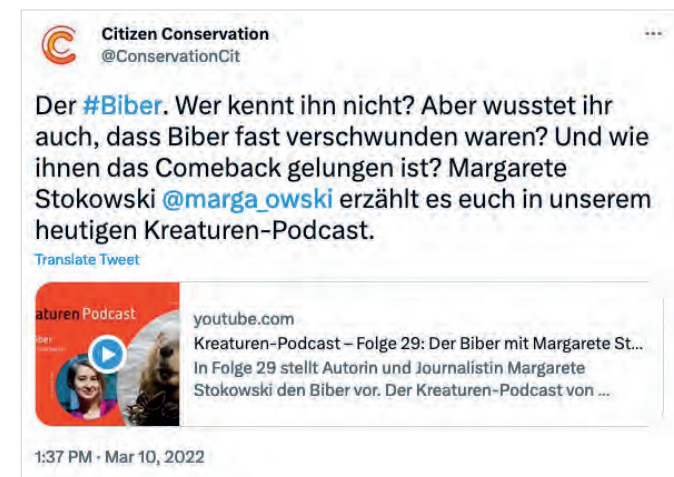 Citizen Conservation
@ConservationCit
Der #Biber. Wer kennt ihn nicht? Aber wusstet ihr
auch, dass Biber fast verschwunden waren? Und wie
ihnen das Comeback gelungen ist? Margarete
Stokowski @marga_owski erzählt es euch in unserem
heutigen Kreaturen-Podcast.
Translate Tweet
aturen Podcast
iber
youtube.com
Kreaturen-Podcast – Folge 29: Der Biber mit Margarete St...
In Folge 29 stellt Autorin und Journalistin Margarete
Stokowski den Biber vor. Der Kreaturen-Podcast von ...
1:37 PM · Mar 10, 2022